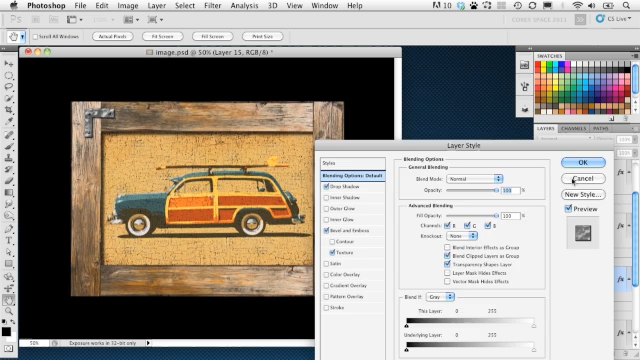 Photoshop File Edit Image Layer Select Filter Analysis 3D View Window Help
CS Live
Scroll All Windows Actual Pixels Fit Screen Fill Screen Print Size
image.psd @ 50% (Layer 15, RGB/8) *
SWATCHES
LAYERS CHANNELS PATHS
Layer Style
Styles
Blending Options: Default
Drop Shadow
Inner Shadow
Outer Glow
Inner Glow
Bevel and Emboss
Contour
Texture
Satin
Color Overlay
Gradient Overlay
Pattern Overlay
Stroke
Blending Options
General Blending
Blend Mode: Normal
Opacity: 100 %
Advanced Blending
Fill Opacity: 100 %
Channels: R G B
Knockout: None
Blend Interior Effects as Group
Blend Clipped Layers as Group
Transparency Shapes Layer
Layer Mask Hides Effects
Vector Mask Hides Effects
Blend If: Gray
This Layer: 0 255
Underlying Layer: 0 255
OK
Cancel
New Style...
Preview
50% Exposure works in 32-bit only